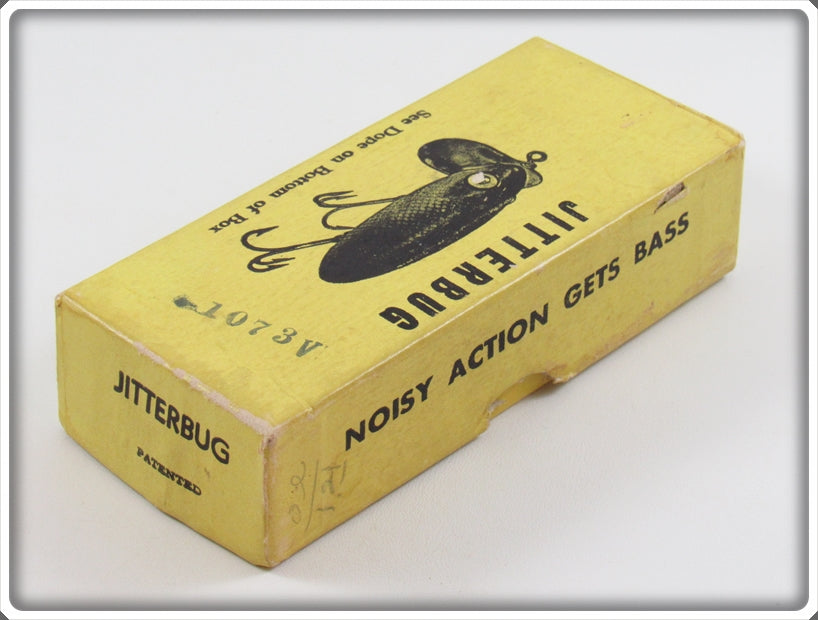 See Dope on Bottom of Box
JITTERBUG
1073V
NOISY ACTION GETS BASS
JITTERBUG
PATENTED